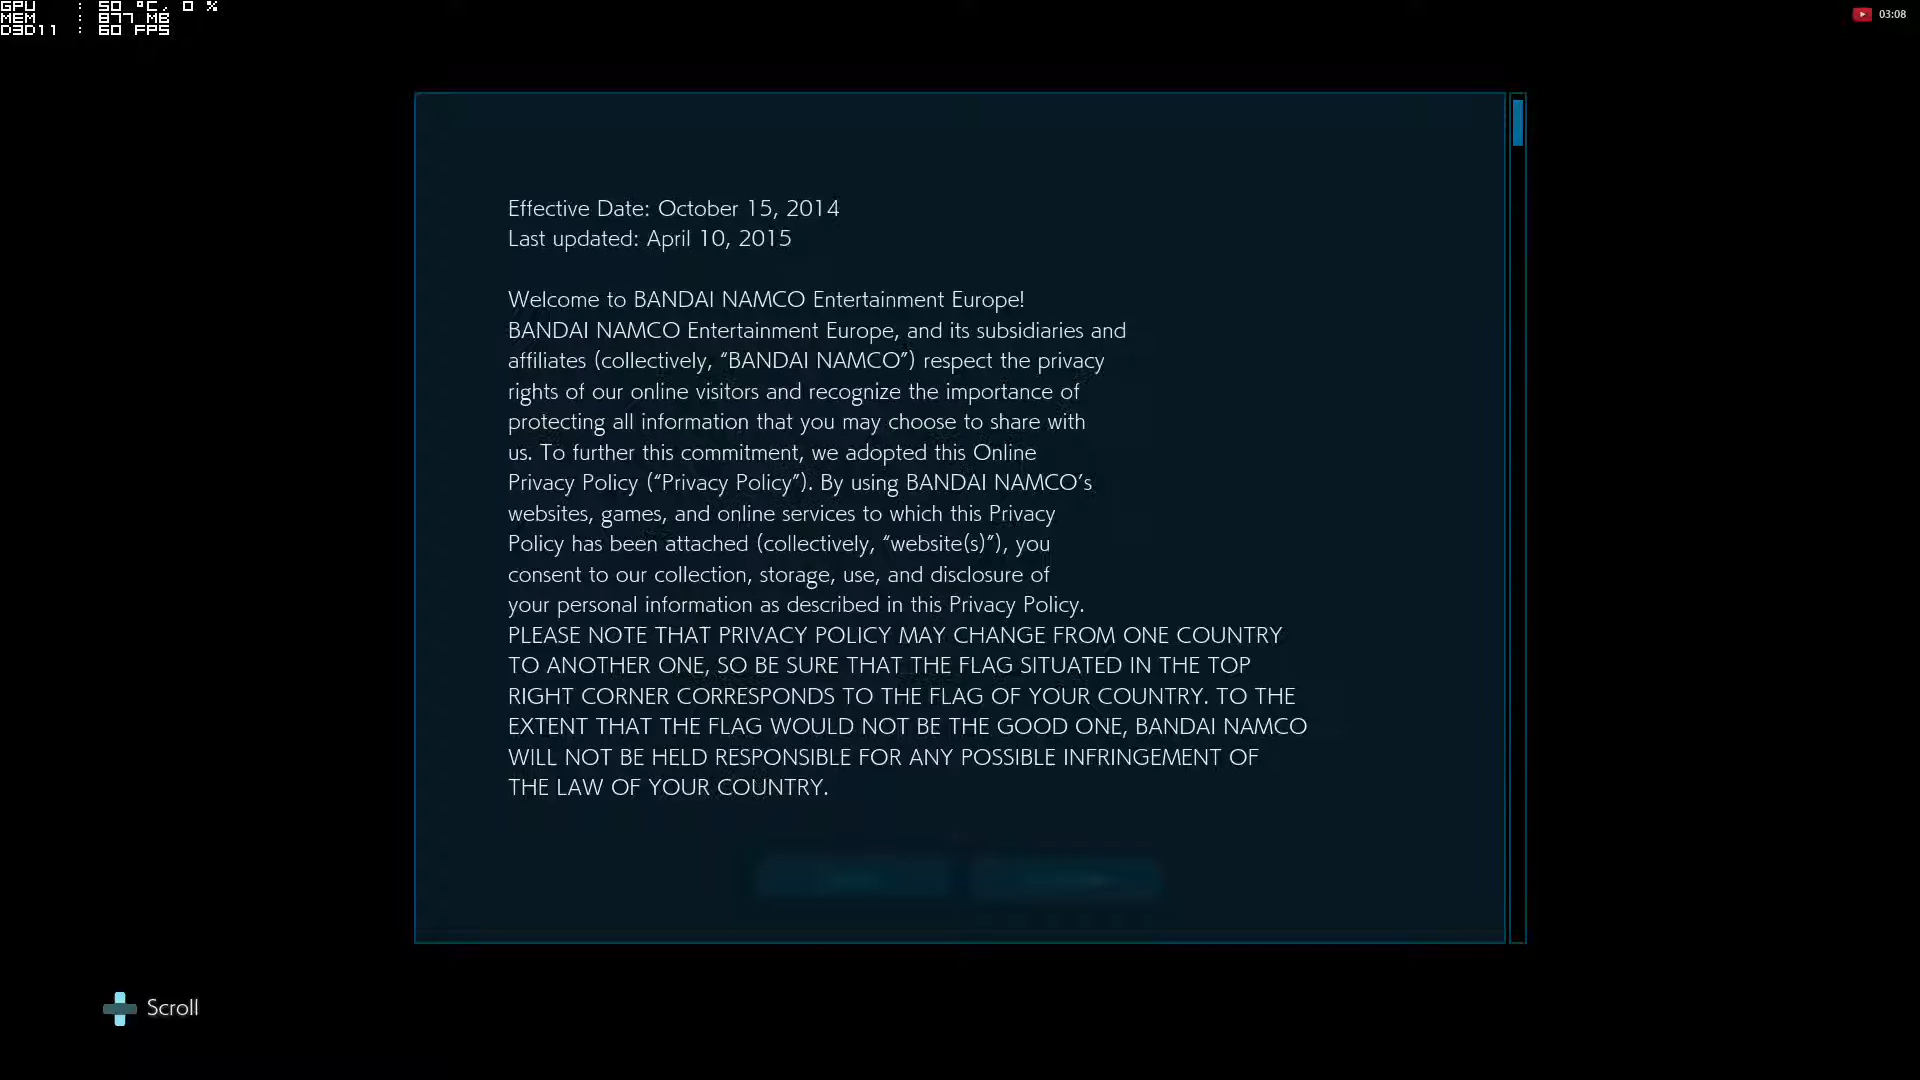 GPU : 50 °C, 0 %
MEM : 877 MB
D3D11 : 60 FPS
03:08
Effective Date: October 15, 2014
Last updated: April 10, 2015
Welcome to BANDAI NAMCO Entertainment Europe!
BANDAI NAMCO Entertainment Europe, and its subsidiaries and
affiliates (collectively, “BANDAI NAMCO”) respect the privacy
rights of our online visitors and recognize the importance of
protecting all information that you may choose to share with
us. To further this commitment, we adopted this Online
Privacy Policy (“Privacy Policy”). By using BANDAI NAMCO’s
websites, games, and online services to which this Privacy
Policy has been attached (collectively, “website(s)”), you
consent to our collection, storage, use, and disclosure of
your personal information as described in this Privacy Policy.
PLEASE NOTE THAT PRIVACY POLICY MAY CHANGE FROM ONE COUNTRY
TO ANOTHER ONE, SO BE SURE THAT THE FLAG SITUATED IN THE TOP
RIGHT CORNER CORRESPONDS TO THE FLAG OF YOUR COUNTRY. TO THE
EXTENT THAT THE FLAG WOULD NOT BE THE GOOD ONE, BANDAI NAMCO
WILL NOT BE HELD RESPONSIBLE FOR ANY POSSIBLE INFRINGEMENT OF
THE LAW OF YOUR COUNTRY.
Scroll